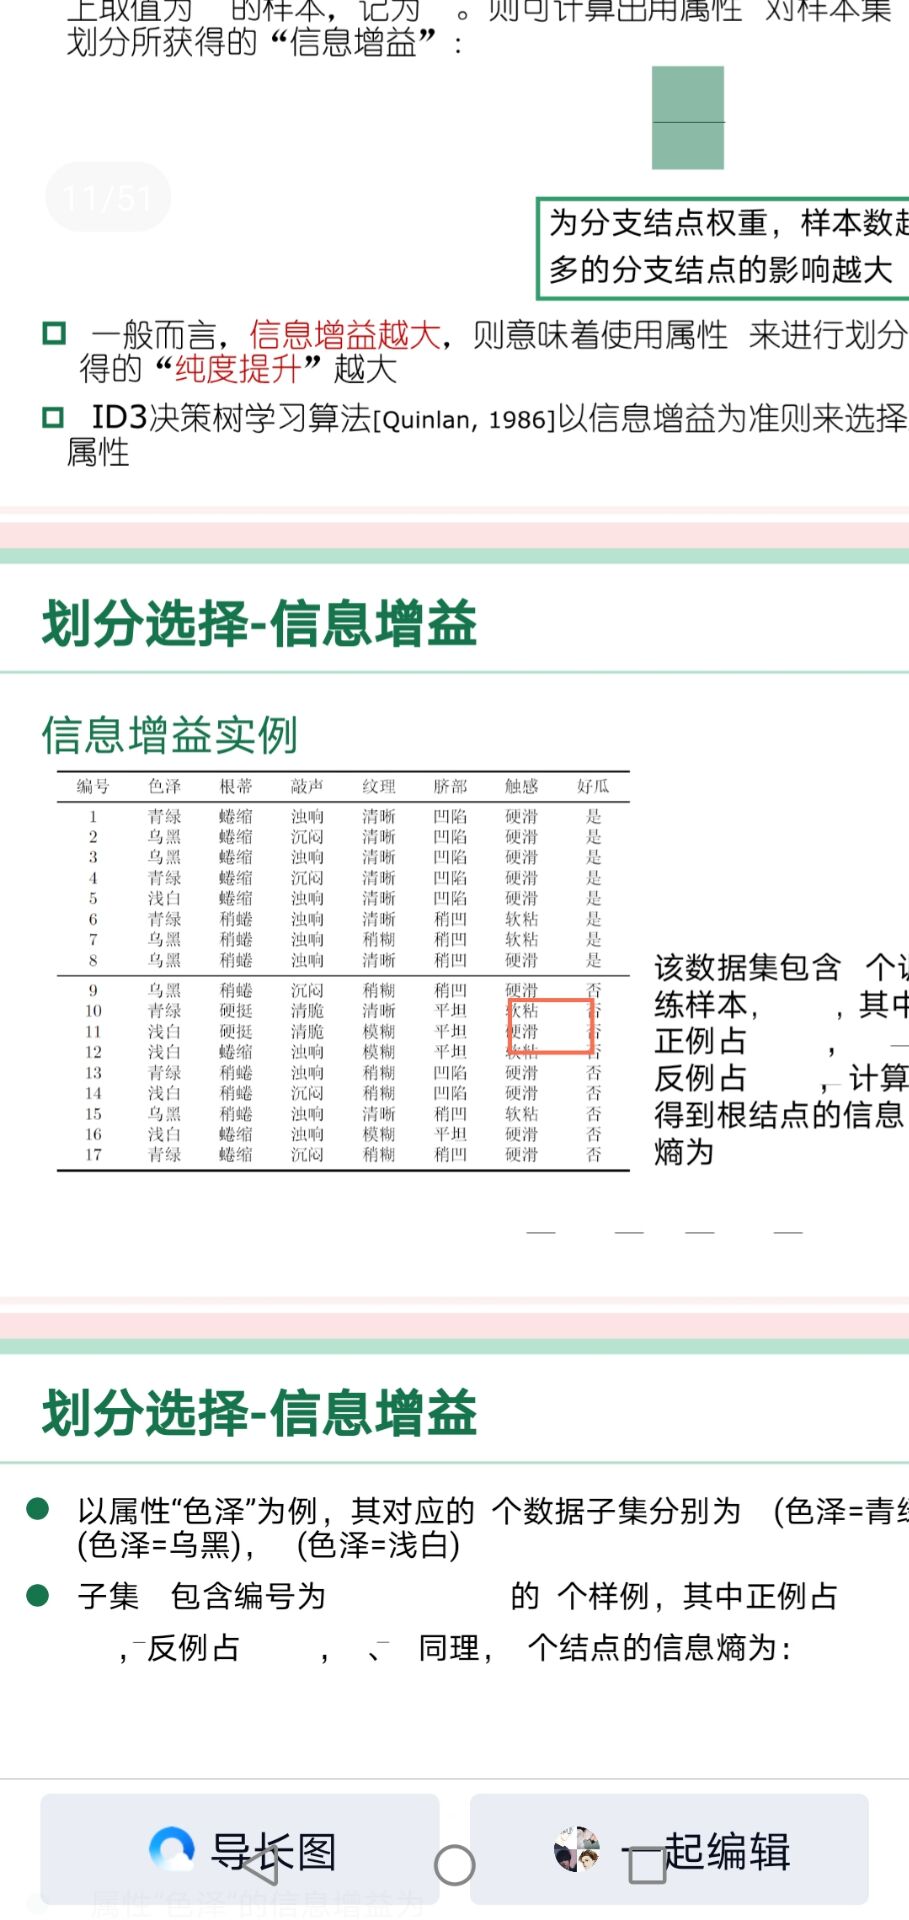 上取值为 的样本，记为 。则可计算出用属性 对样本集
划分所获得的“信息增益”：
11/51
为分支结点权重，样本数越
多的分支结点的影响越大
一般而言，信息增益越大，则意味着使用属性 来进行划分
得的“纯度提升”越大
ID3决策树学习算法[Quinlan, 1986]以信息增益为准则来选择
属性
划分选择-信息增益
信息增益实例
编号 色泽 根蒂 敲声 纹理 脐部 触感 好瓜
1 青绿 蜷缩 浊响 清晰 凹陷 硬滑 是
2 乌黑 蜷缩 沉闷 清晰 凹陷 硬滑 是
3 乌黑 蜷缩 浊响 清晰 凹陷 硬滑 是
4 青绿 蜷缩 沉闷 清晰 凹陷 硬滑 是
5 浅白 蜷缩 浊响 清晰 凹陷 硬滑 是
6 青绿 稍蜷 浊响 清晰 稍凹 软粘 是
7 乌黑 稍蜷 浊响 稍糊 稍凹 软粘 是
8 乌黑 稍蜷 浊响 清晰 稍凹 硬滑 是
9 乌黑 稍蜷 沉闷 稍糊 稍凹 硬滑 否
10 青绿 硬挺 清脆 清晰 平坦 软粘 否
11 浅白 硬挺 清脆 模糊 平坦 硬滑 否
12 浅白 蜷缩 浊响 模糊 平坦 软粘 否
13 青绿 稍蜷 浊响 稍糊 凹陷 硬滑 否
14 浅白 稍蜷 沉闷 稍糊 凹陷 硬滑 否
15 乌黑 稍蜷 浊响 清晰 稍凹 软粘 否
16 浅白 蜷缩 浊响 模糊 平坦 硬滑 否
17 青绿 蜷缩 沉闷 稍糊 稍凹 硬滑 否
该数据集包含 个训
练样本， ，其中
正例占 ，
反例占 ，计算
得到根结点的信息
熵为
划分选择-信息增益
以属性“色泽”为例，其对应的 个数据子集分别为 (色泽=青绿
(色泽=乌黑)， (色泽=浅白)
子集 包含编号为 的 个样例，其中正例占
，反例占 ， 、 同理， 个结点的信息熵为：
导长图
一起编辑
属性“色泽”的信息增益为